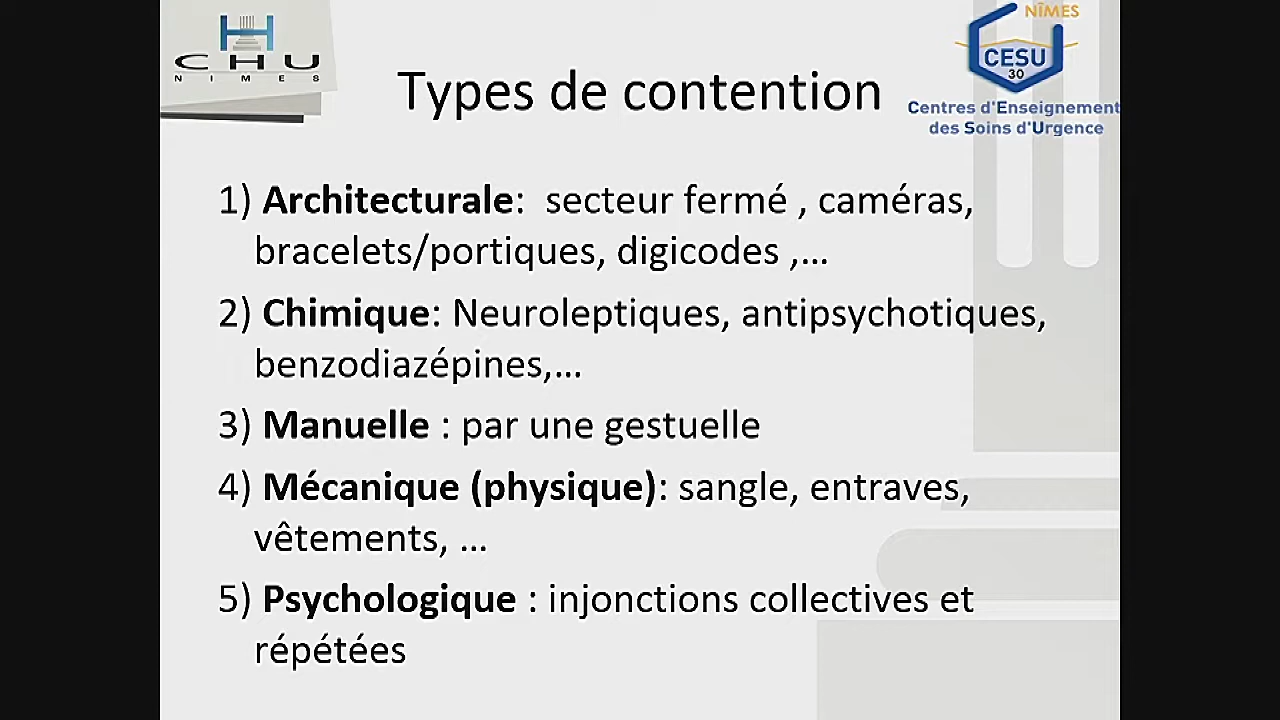 CHU
NIMES
NÎMES
CESU
30
Centres d'Enseignement
des Soins d'Urgence
Types de contention
1) Architecturale:  secteur fermé , caméras,
bracelets/portiques, digicodes ,...
2) Chimique: Neuroleptiques, antipsychotiques,
benzodiazépines,...
3) Manuelle : par une gestuelle
4) Mécanique (physique): sangle, entraves,
vêtements, ...
5) Psychologique : injonctions collectives et
répétées